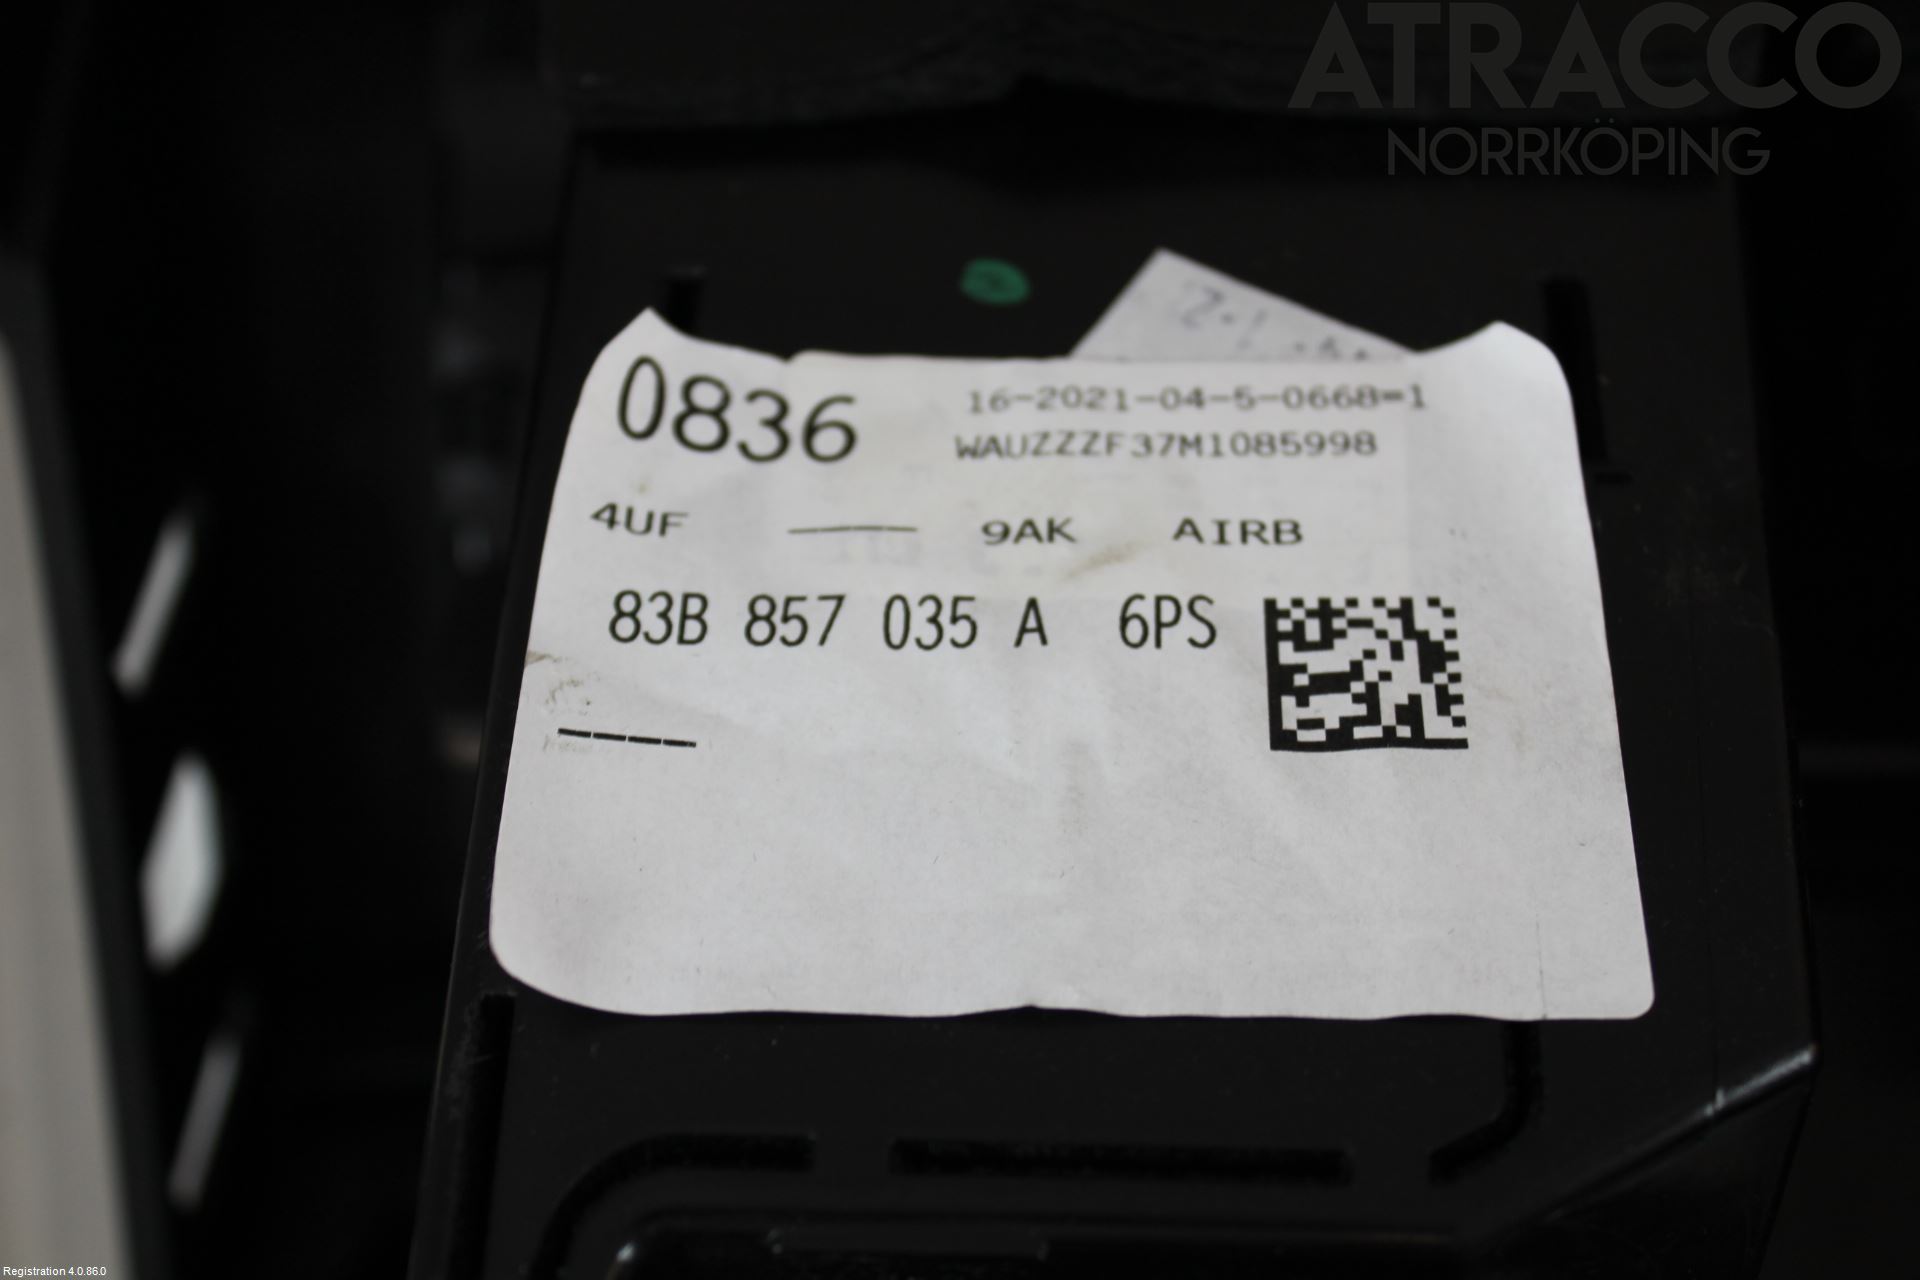 ATRACCO
NORRKÖPING
0836
16-2021-04-5-0668=1
WAUZZZF37M1085998
4UF ——— 9AK AIRB
83B 857 035 A 6PS
____
Registration 4.0.86.0